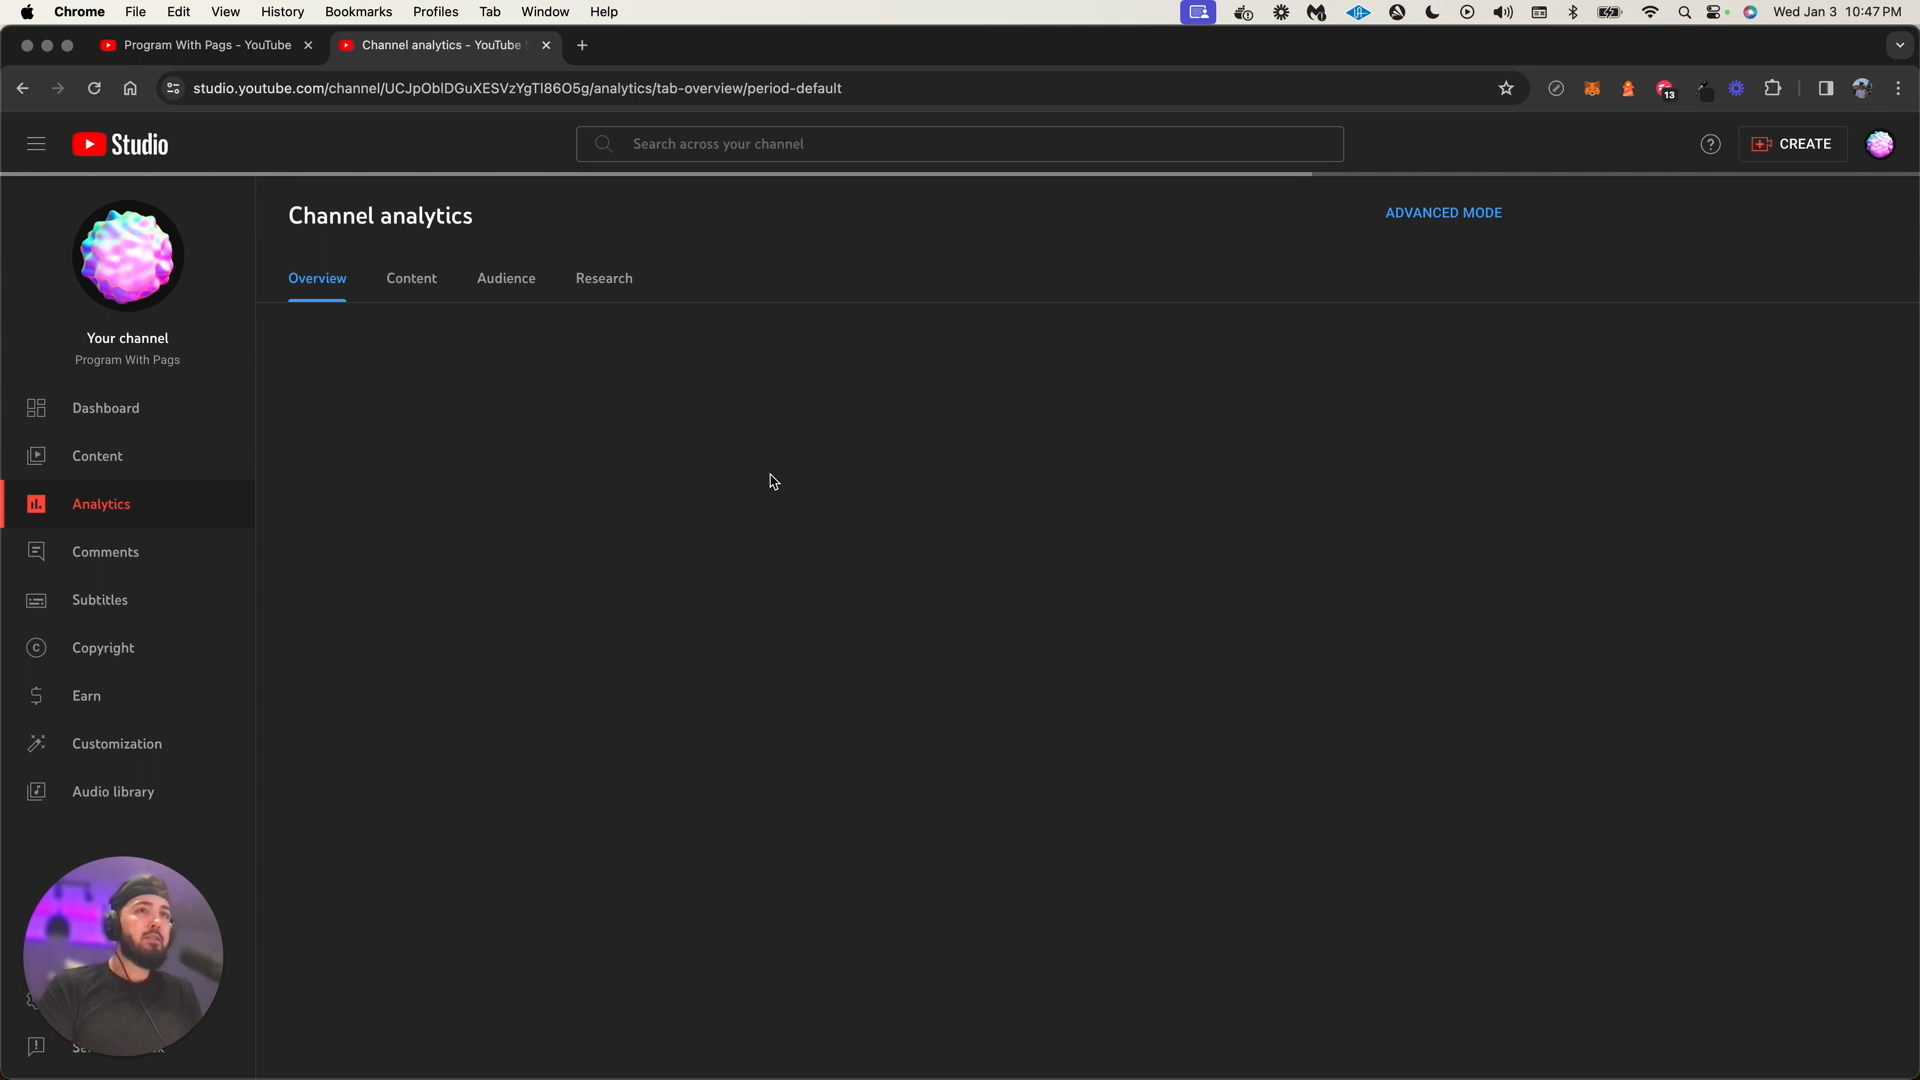 Chrome File Edit View History Bookmarks Profiles Tab Window Help Wed Jan 3 10:47 PM
Program With Pags - YouTube Channel analytics - YouTube
studio.youtube.com/channel/UCJpOblDGuXESVzYgTl86O5g/analytics/tab-overview/period-default 13
Studio Search across your channel ? CREATE
Channel analytics ADVANCED MODE
Overview Content Audience Research
Your channel
Program With Pags
Dashboard
Content
Analytics
Comments
Subtitles
Copyright
Earn
Customization
Audio library